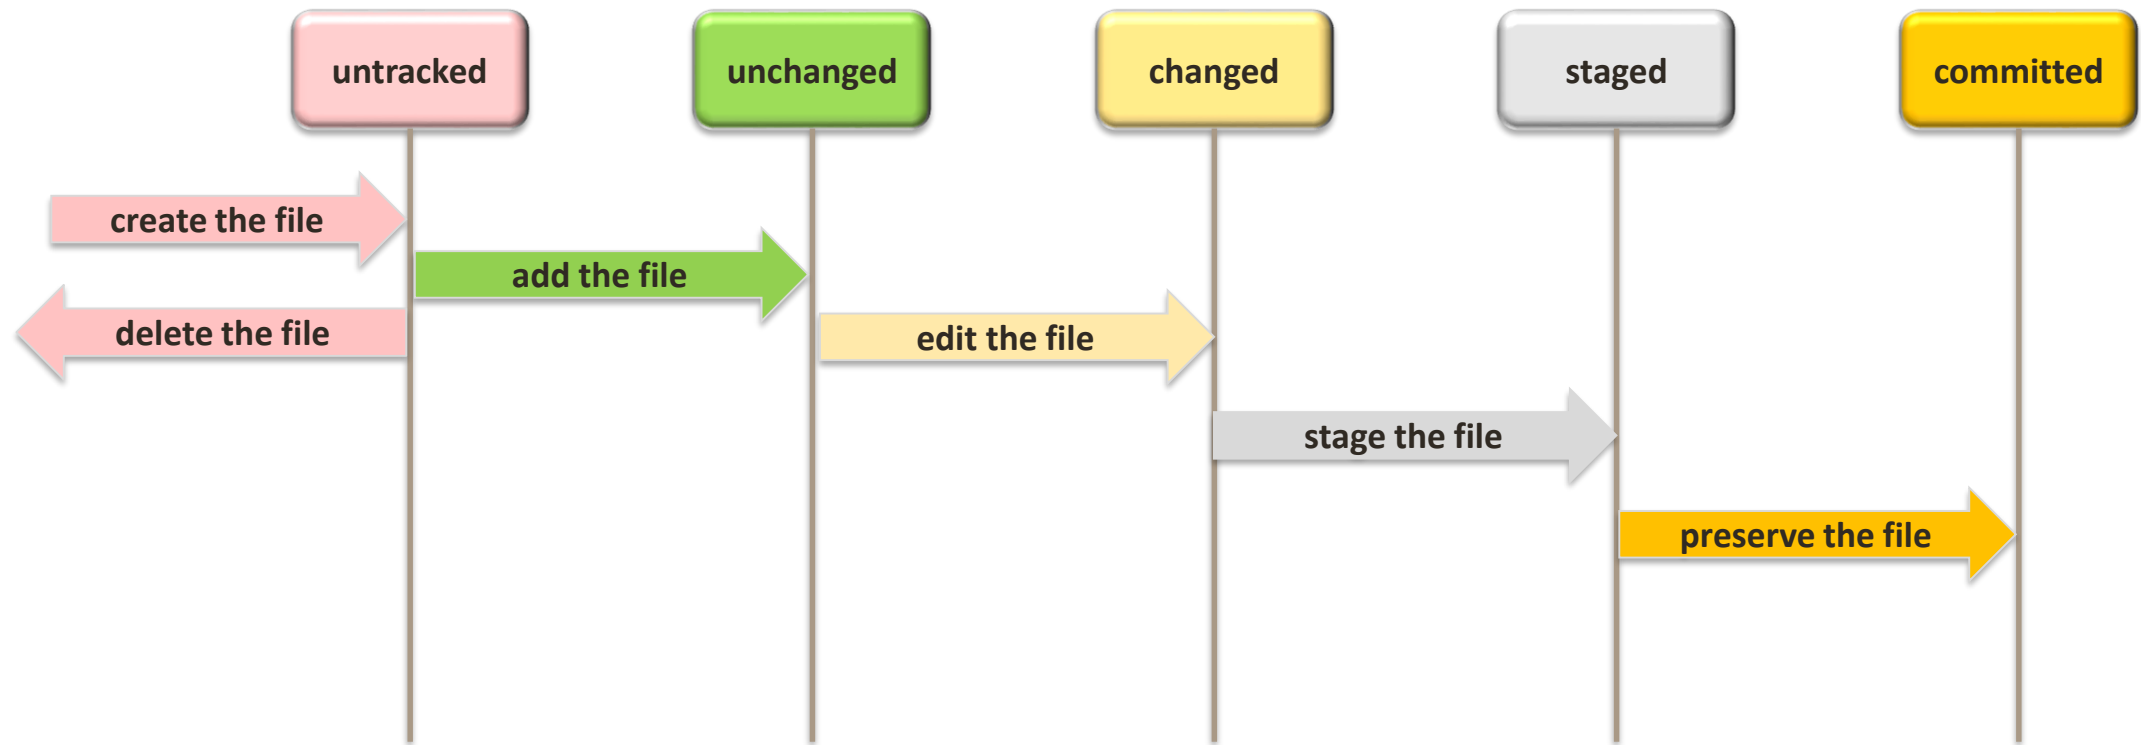 untracked
unchanged
changed
staged
committed
create the file
add the file
delete the file
edit the file
stage the file
preserve the file